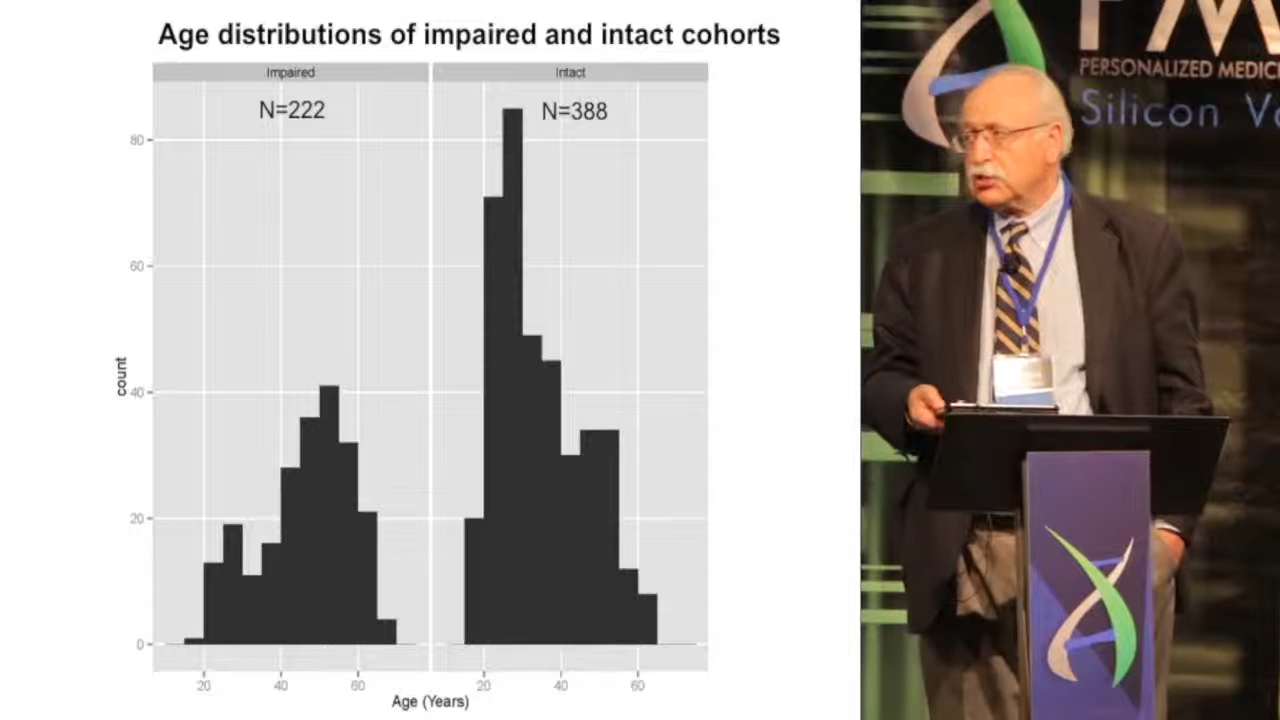 Age distributions of impaired and intact cohorts
Impaired
Intact
N=222
N=388
80
60
40
20
0
count
20
40
60
20
40
60
Age (Years)
PERSONALIZED MEDIC
Silicon V